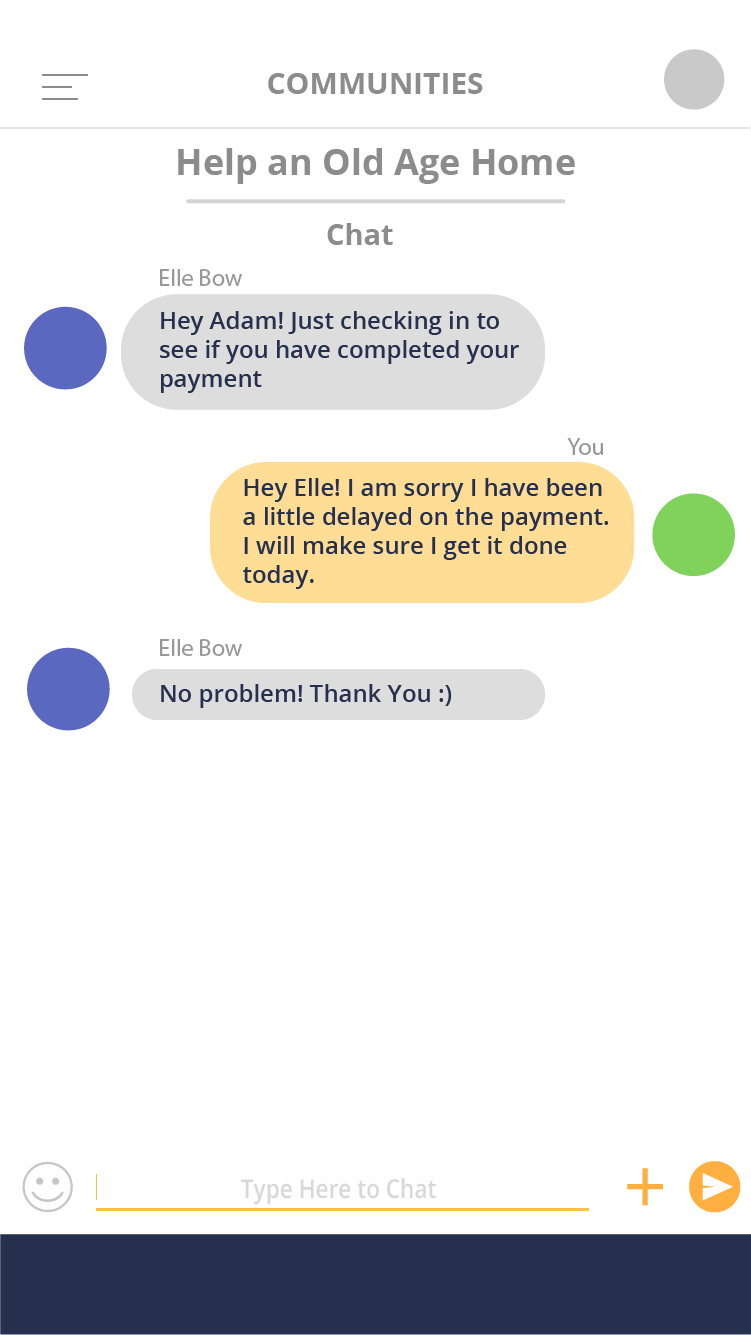 COMMUNITIES
Help an Old Age Home
Chat
Elle Bow
Hey Adam! Just checking in to
see if you have completed your
payment
You
Hey Elle! I am sorry I have been
a little delayed on the payment.
I will make sure I get it done
today.
Elle Bow
No problem! Thank You :)
Type Here to Chat